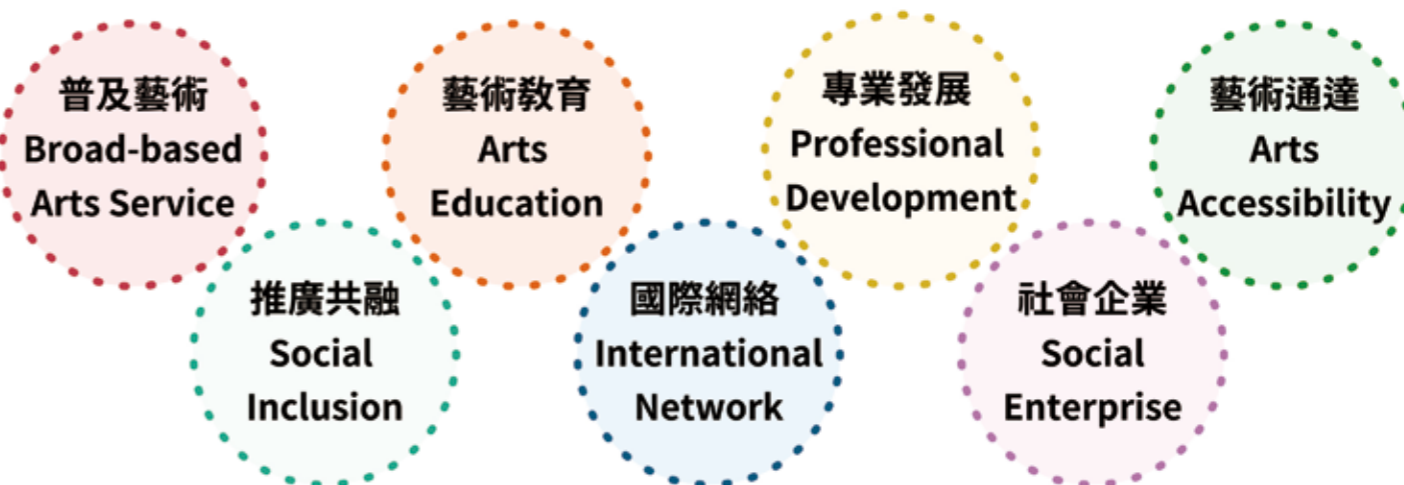 普及藝術
Broad-based
Arts Service
藝術教育
Arts
Education
專業發展
Professional
Development
藝術通達
Arts
Accessibility
推廣共融
Social
Inclusion
國際網絡
International
Network
社會企業
Social
Enterprise